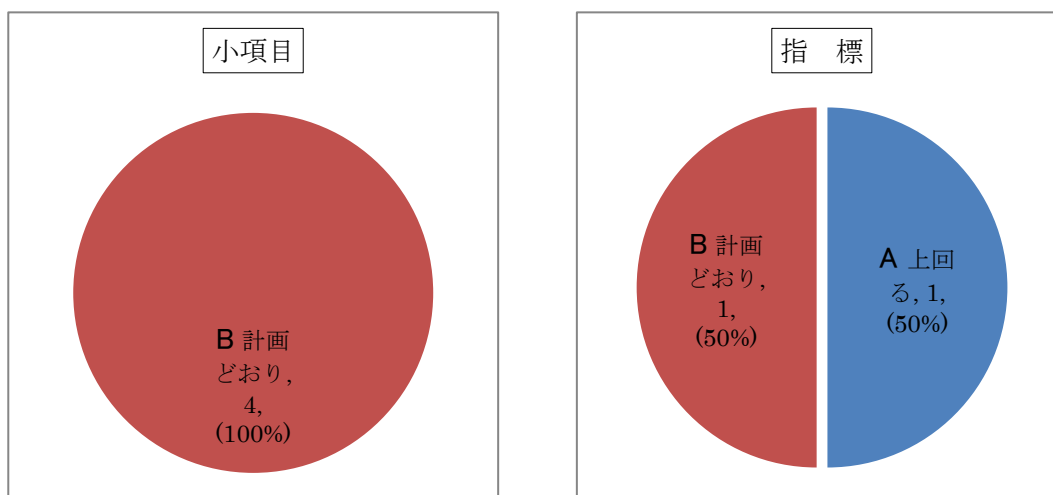 小項目
B 計画
どおり,
4,
(100%)
指　標
B 計画
どおり,
1,
(50%)
A 上回
る, 1,
(50%)